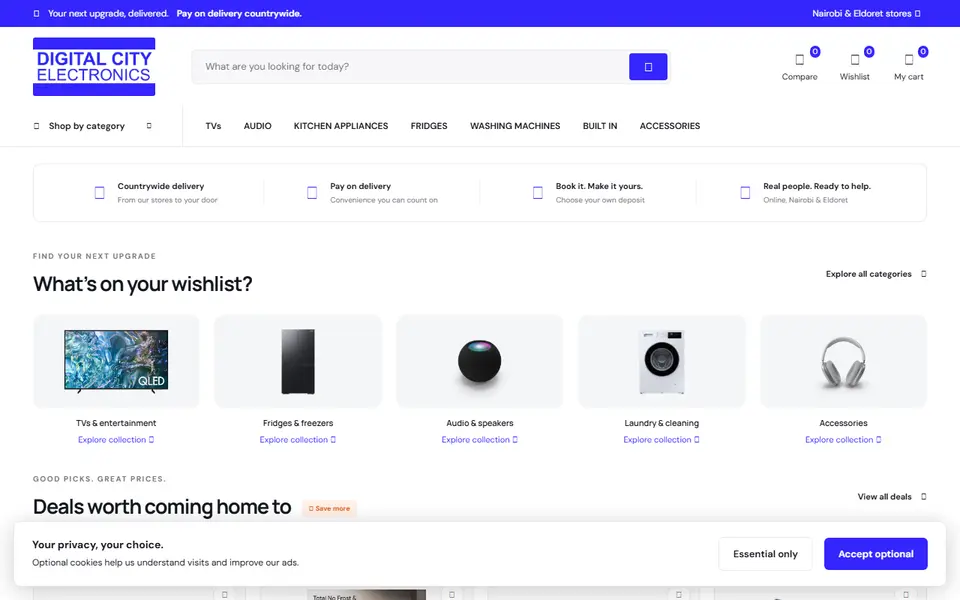 Your next upgrade, delivered. Pay on delivery countrywide.
Nairobi & Eldoret stores
DIGITAL CITY
ELECTRONICS
What are you looking for today?
0
0
0
Compare
Wishlist
My cart
Shop by category
TVs
AUDIO
KITCHEN APPLIANCES
FRIDGES
WASHING MACHINES
BUILT IN
ACCESSORIES
Countrywide delivery
From our stores to your door
Pay on delivery
Convenience you can count on
Book it. Make it yours.
Choose your own deposit
Real people. Ready to help.
Online, Nairobi & Eldoret
FIND YOUR NEXT UPGRADE
What's on your wishlist?
Explore all categories
QLED
TVs & entertainment
Explore collection
Fridges & freezers
Explore collection
Audio & speakers
Explore collection
Laundry & cleaning
Explore collection
Accessories
Explore collection
GOOD PICKS. GREAT PRICES.
Deals worth coming home to
Save more
View all deals
Your privacy, your choice.
Optional cookies help us understand visits and improve our ads.
Essential only
Accept optional
Total No Frost &